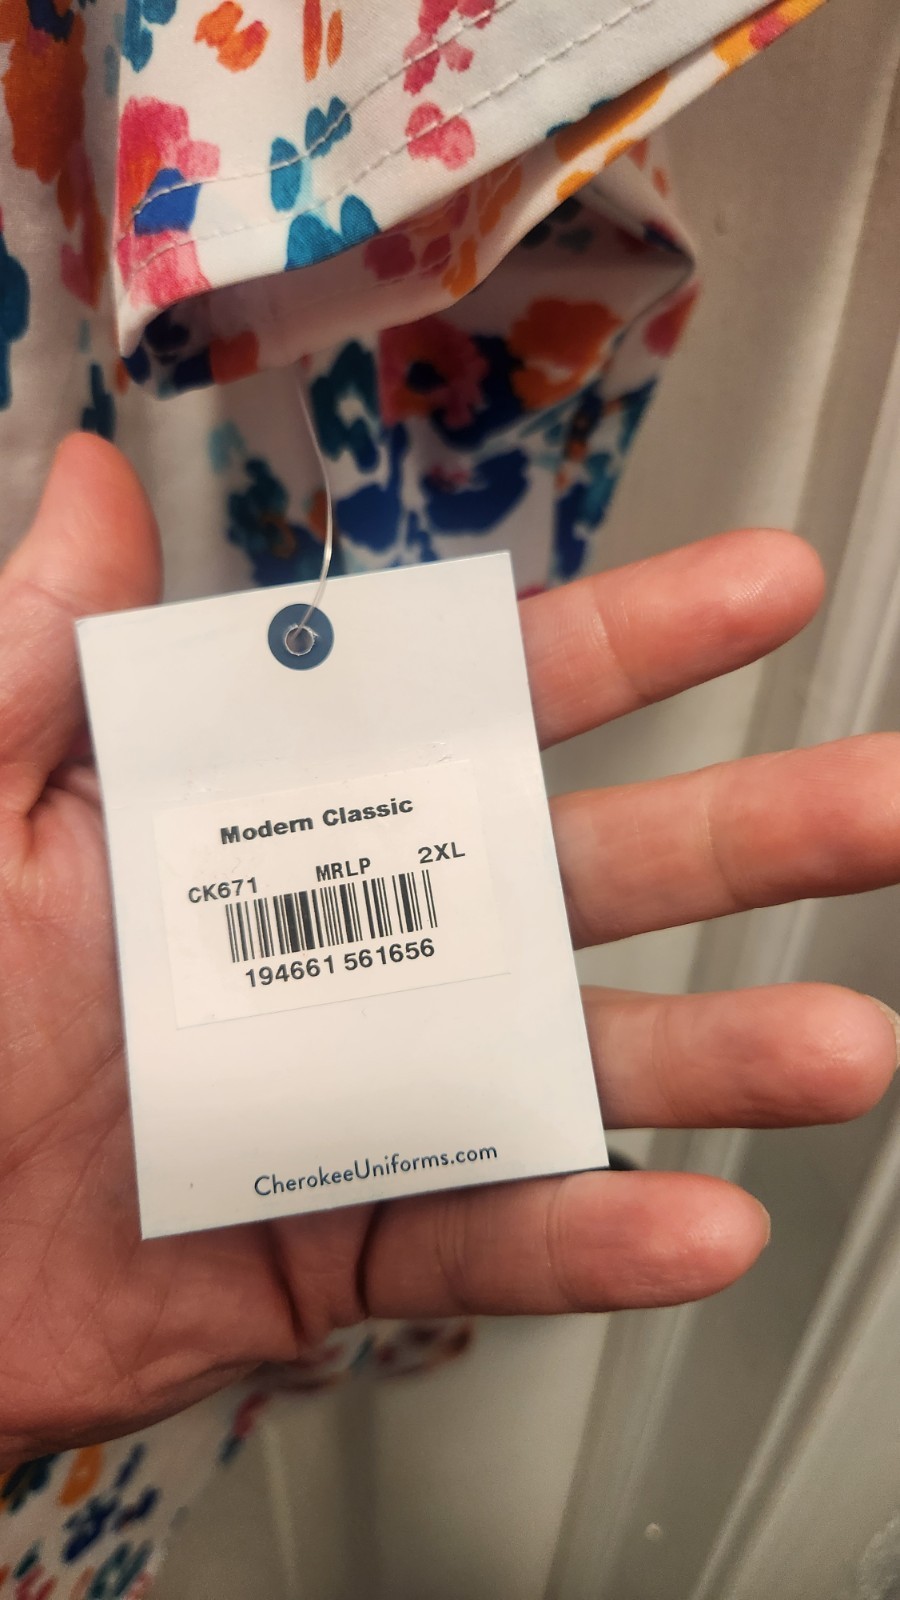 Modern Classic
CK671 MRLP 2XL
194661 561656
CherokeeUniforms.com